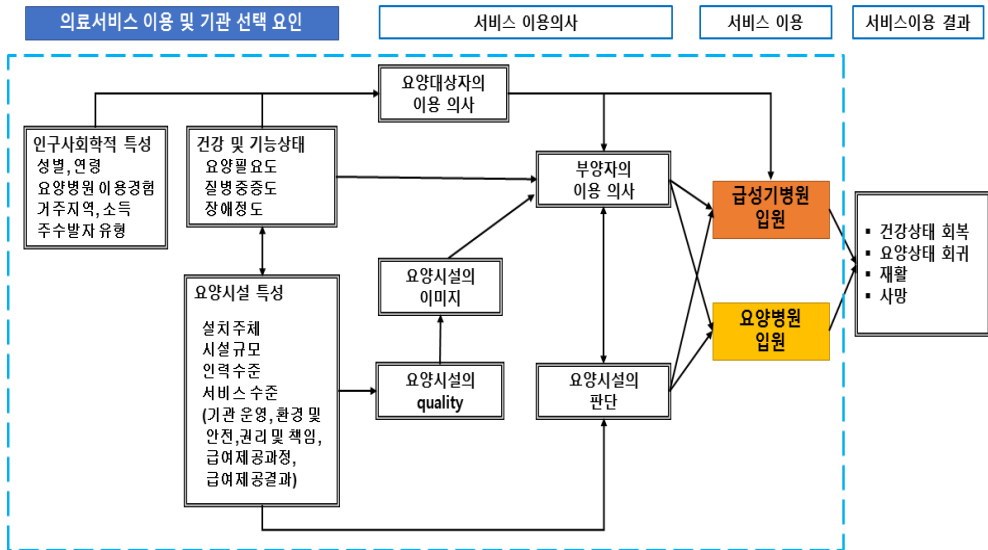 의료서비스 이용 및 기관 선택 요인
서비스 이용의사
서비스 이용
서비스이용 결과
요양대상자의
이용 의사
인구사회학적 특성
성별, 연령
요양병원 이용경험
거주지역, 소득
주수발자 유형
건강 및 기능상태
요양필요도
질병중증도
장애정도
부양자의
이용 의사
급성기병원
입원
건강상태 회복
요양상태 회귀
재활
사망
요양시설 특성
설치주체
시설규모
인력수준
서비스 수준
(기관 운영, 환경 및
안전,권리 및 책임,
급여제공과정,
급여제공결과)
요양시설의
이미지
요양병원
입원
요양시설의
quality
요양시설의
판단